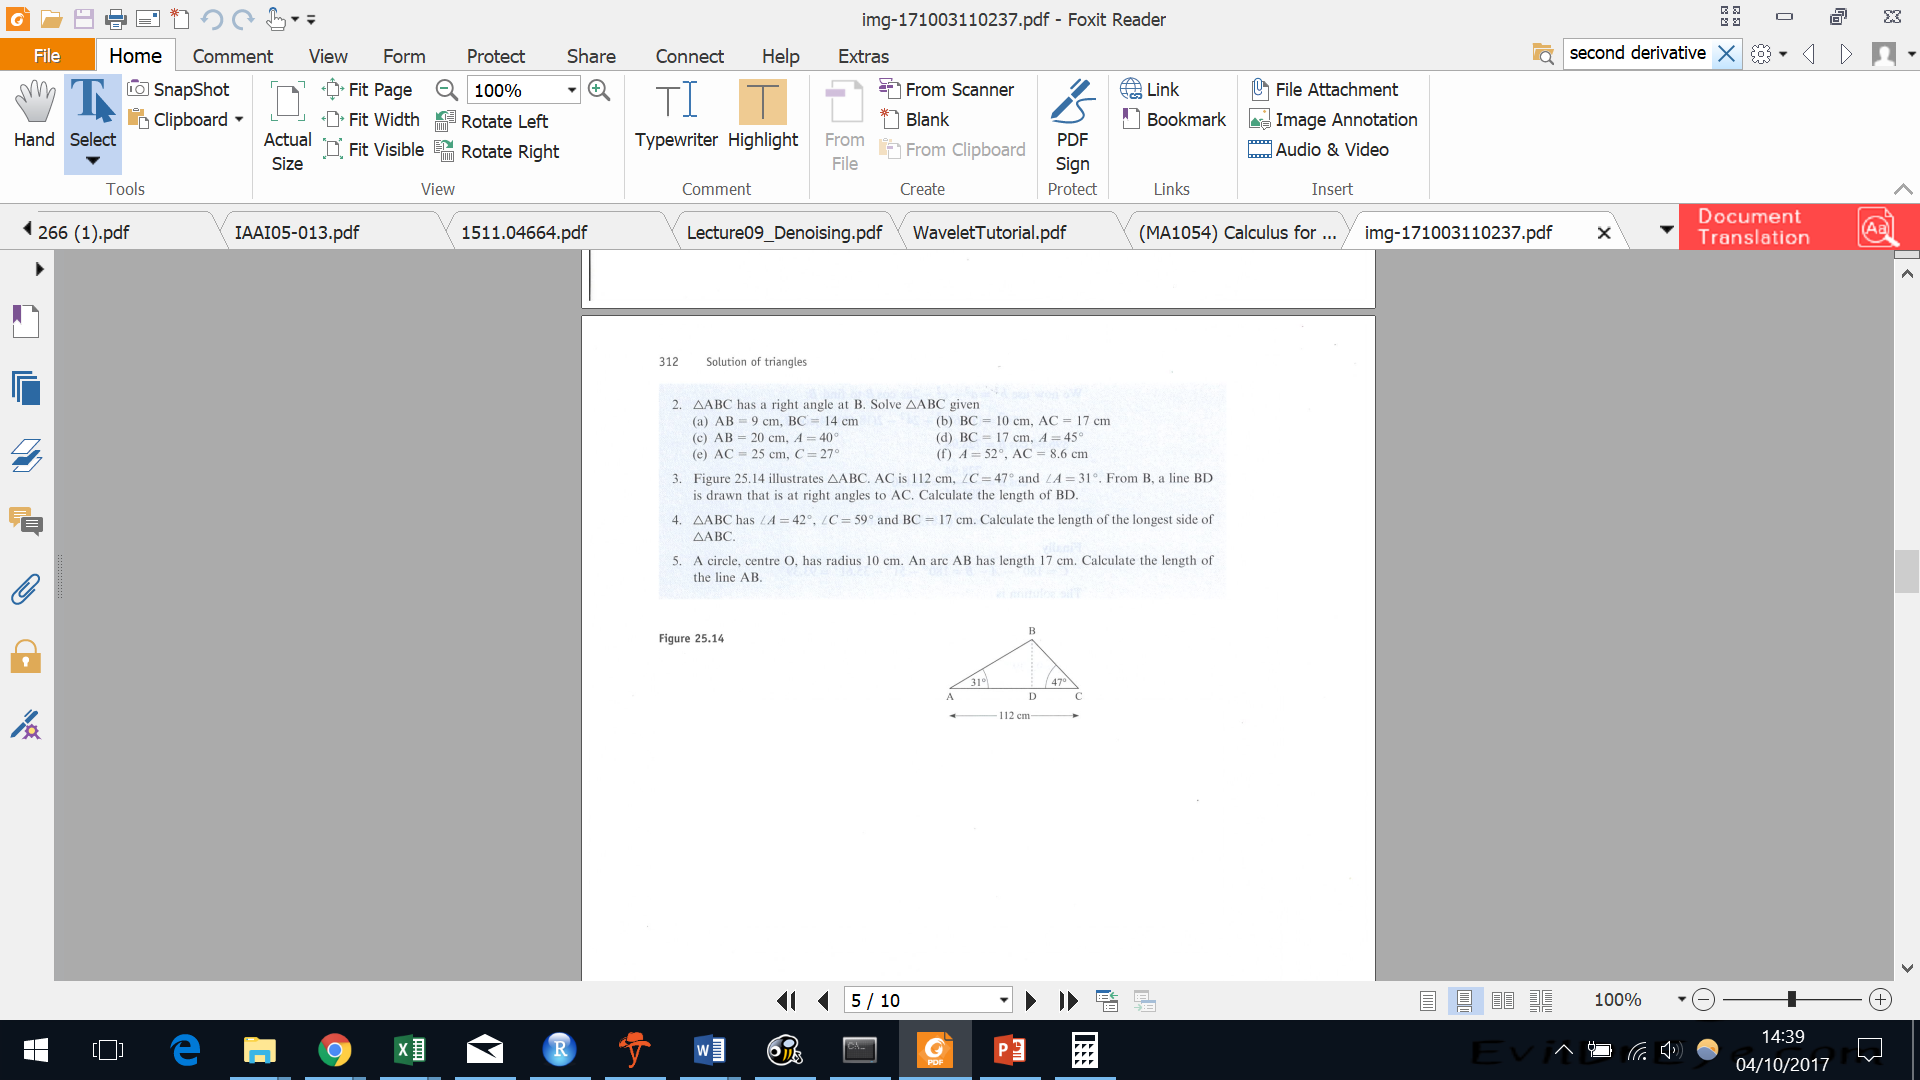 img-171003110237.pdf - Foxit Reader
File Home Comment View Form Protect Share Connect Help Extras
second derivative
Hand
Select
SnapShot
Clipboard
Tools
Actual Size
Fit Page
Fit Width
Fit Visible
100%
Rotate Left
Rotate Right
View
Typewriter
Highlight
Comment
From File
From Scanner
Blank
From Clipboard
Create
PDF Sign
Protect
Link
Bookmark
Links
File Attachment
Image Annotation
Audio & Video
Insert
266 (1).pdf
IAAI05-013.pdf
1511.04664.pdf
Lecture09_Denoising.pdf
WaveletTutorial.pdf
(MA1054) Calculus for ...
img-171003110237.pdf
Document
Translation
312 Solution of triangles
2. △ABC has a right angle at B. Solve △ABC given
(a) AB = 9 cm, BC = 14 cm (b) BC = 10 cm, AC = 17 cm
(c) AB = 20 cm, A = 40° (d) BC = 17 cm, A = 45°
(e) AC = 25 cm, C = 27° (f) A = 52°, AC = 8.6 cm
3. Figure 25.14 illustrates △ABC. AC is 112 cm, ∠C = 47° and ∠A = 31°. From B, a line BD
is drawn that is at right angles to AC. Calculate the length of BD.
4. △ABC has ∠A = 42°, ∠C = 59° and BC = 17 cm. Calculate the length of the longest side of
△ABC.
5. A circle, centre O, has radius 10 cm. An arc AB has length 17 cm. Calculate the length of
the line AB.
Figure 25.14
B
31°
47°
A D C
112 cm
5 / 10
100%
14:39
04/10/2017